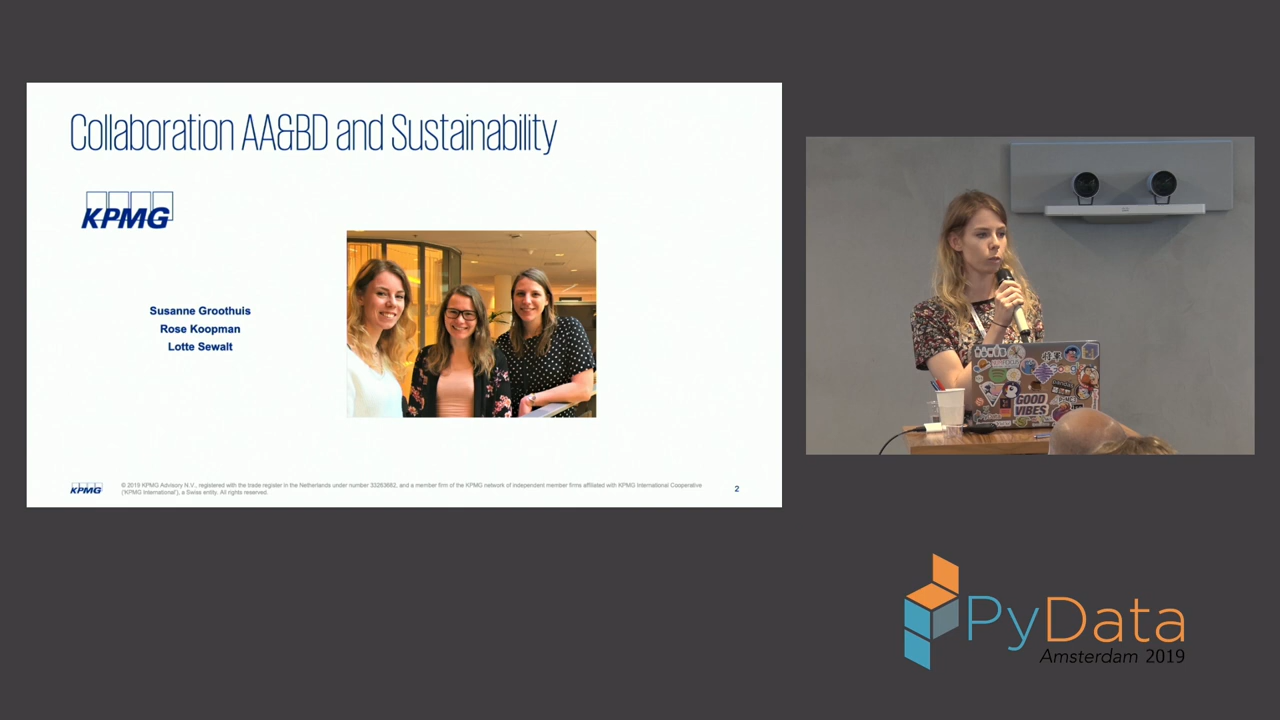 Collaboration AA&BD and Sustainability
KPMG
Susanne Groothuis
Rose Koopman
Lotte Sewalt
KPMG
© 2019 KPMG Advisory N.V., registered with the trade register in the Netherlands under number 33263682, and a member firm of the KPMG network of independent member firms affiliated with KPMG International Cooperative
('KPMG International'), a Swiss entity. All rights reserved.
2
GOOD
VIBES
PyData
Amsterdam 2019